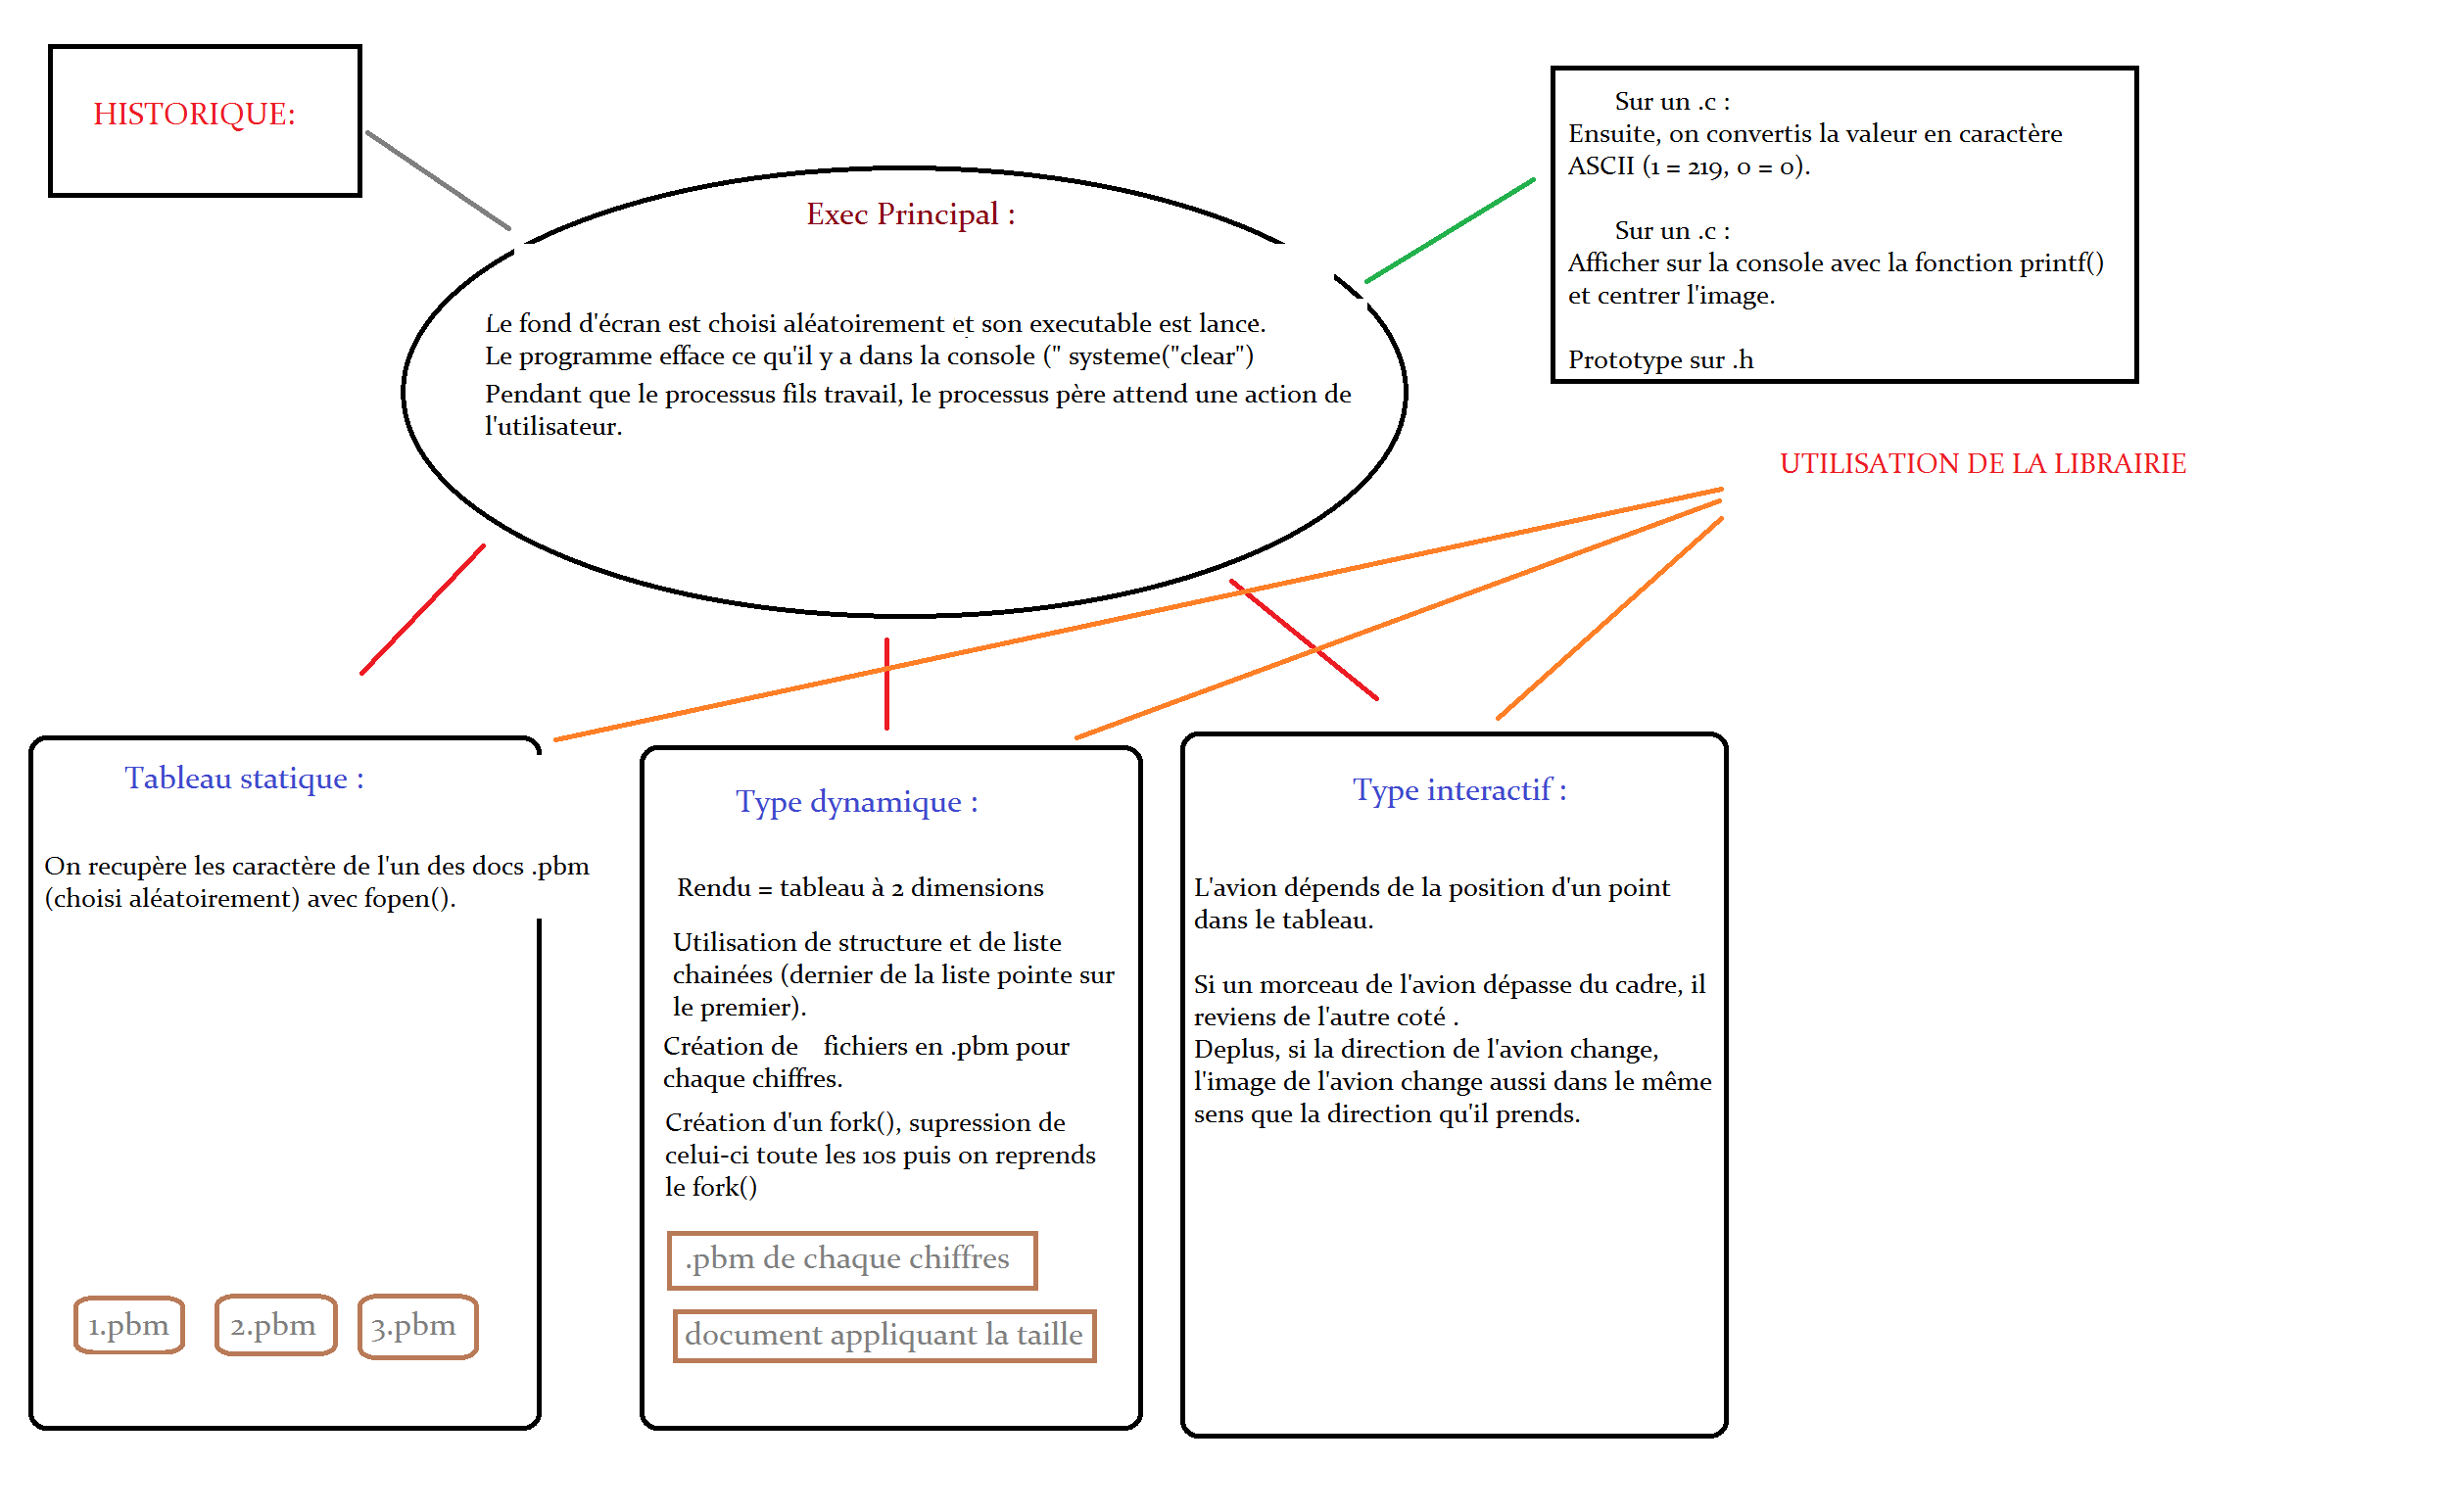 HISTORIQUE:
Sur un .c :
Ensuite, on convertis la valeur en caractère
ASCII (1 = 219, 0 = 0).
Sur un .c :
Afficher sur la console avec la fonction printf()
et centrer l'image.
Prototype sur .h
Exec Principal :
Le fond d'écran est choisi aléatoirement et son executable est lancé.
Le programme efface ce qu'il y a dans la console (" systeme("clear")
Pendant que le processus fils travail, le processus père attend une action de
l'utilisateur.
UTILISATION DE LA LIBRAIRIE
Tableau statique :
On recupère les caractère de l'un des docs .pbm
(choisi aléatoirement) avec fopen().
1.pbm
2.pbm
3.pbm
Type dynamique :
Rendu = tableau à 2 dimensions
Utilisation de structure et de liste
chainées (dernier de la liste pointe sur
le premier).
Création de fichiers en .pbm pour
chaque chiffres.
Création d'un fork(), supression de
celui-ci toute les 10s puis on reprends
le fork()
.pbm de chaque chiffres
document appliquant la taille
Type interactif :
L'avion dépends de la position d'un point
dans le tableau.
Si un morceau de l'avion dépasse du cadre, il
reviens de l'autre coté .
Deplus, si la direction de l'avion change,
l'image de l'avion change aussi dans le même
sens que la direction qu'il prends.